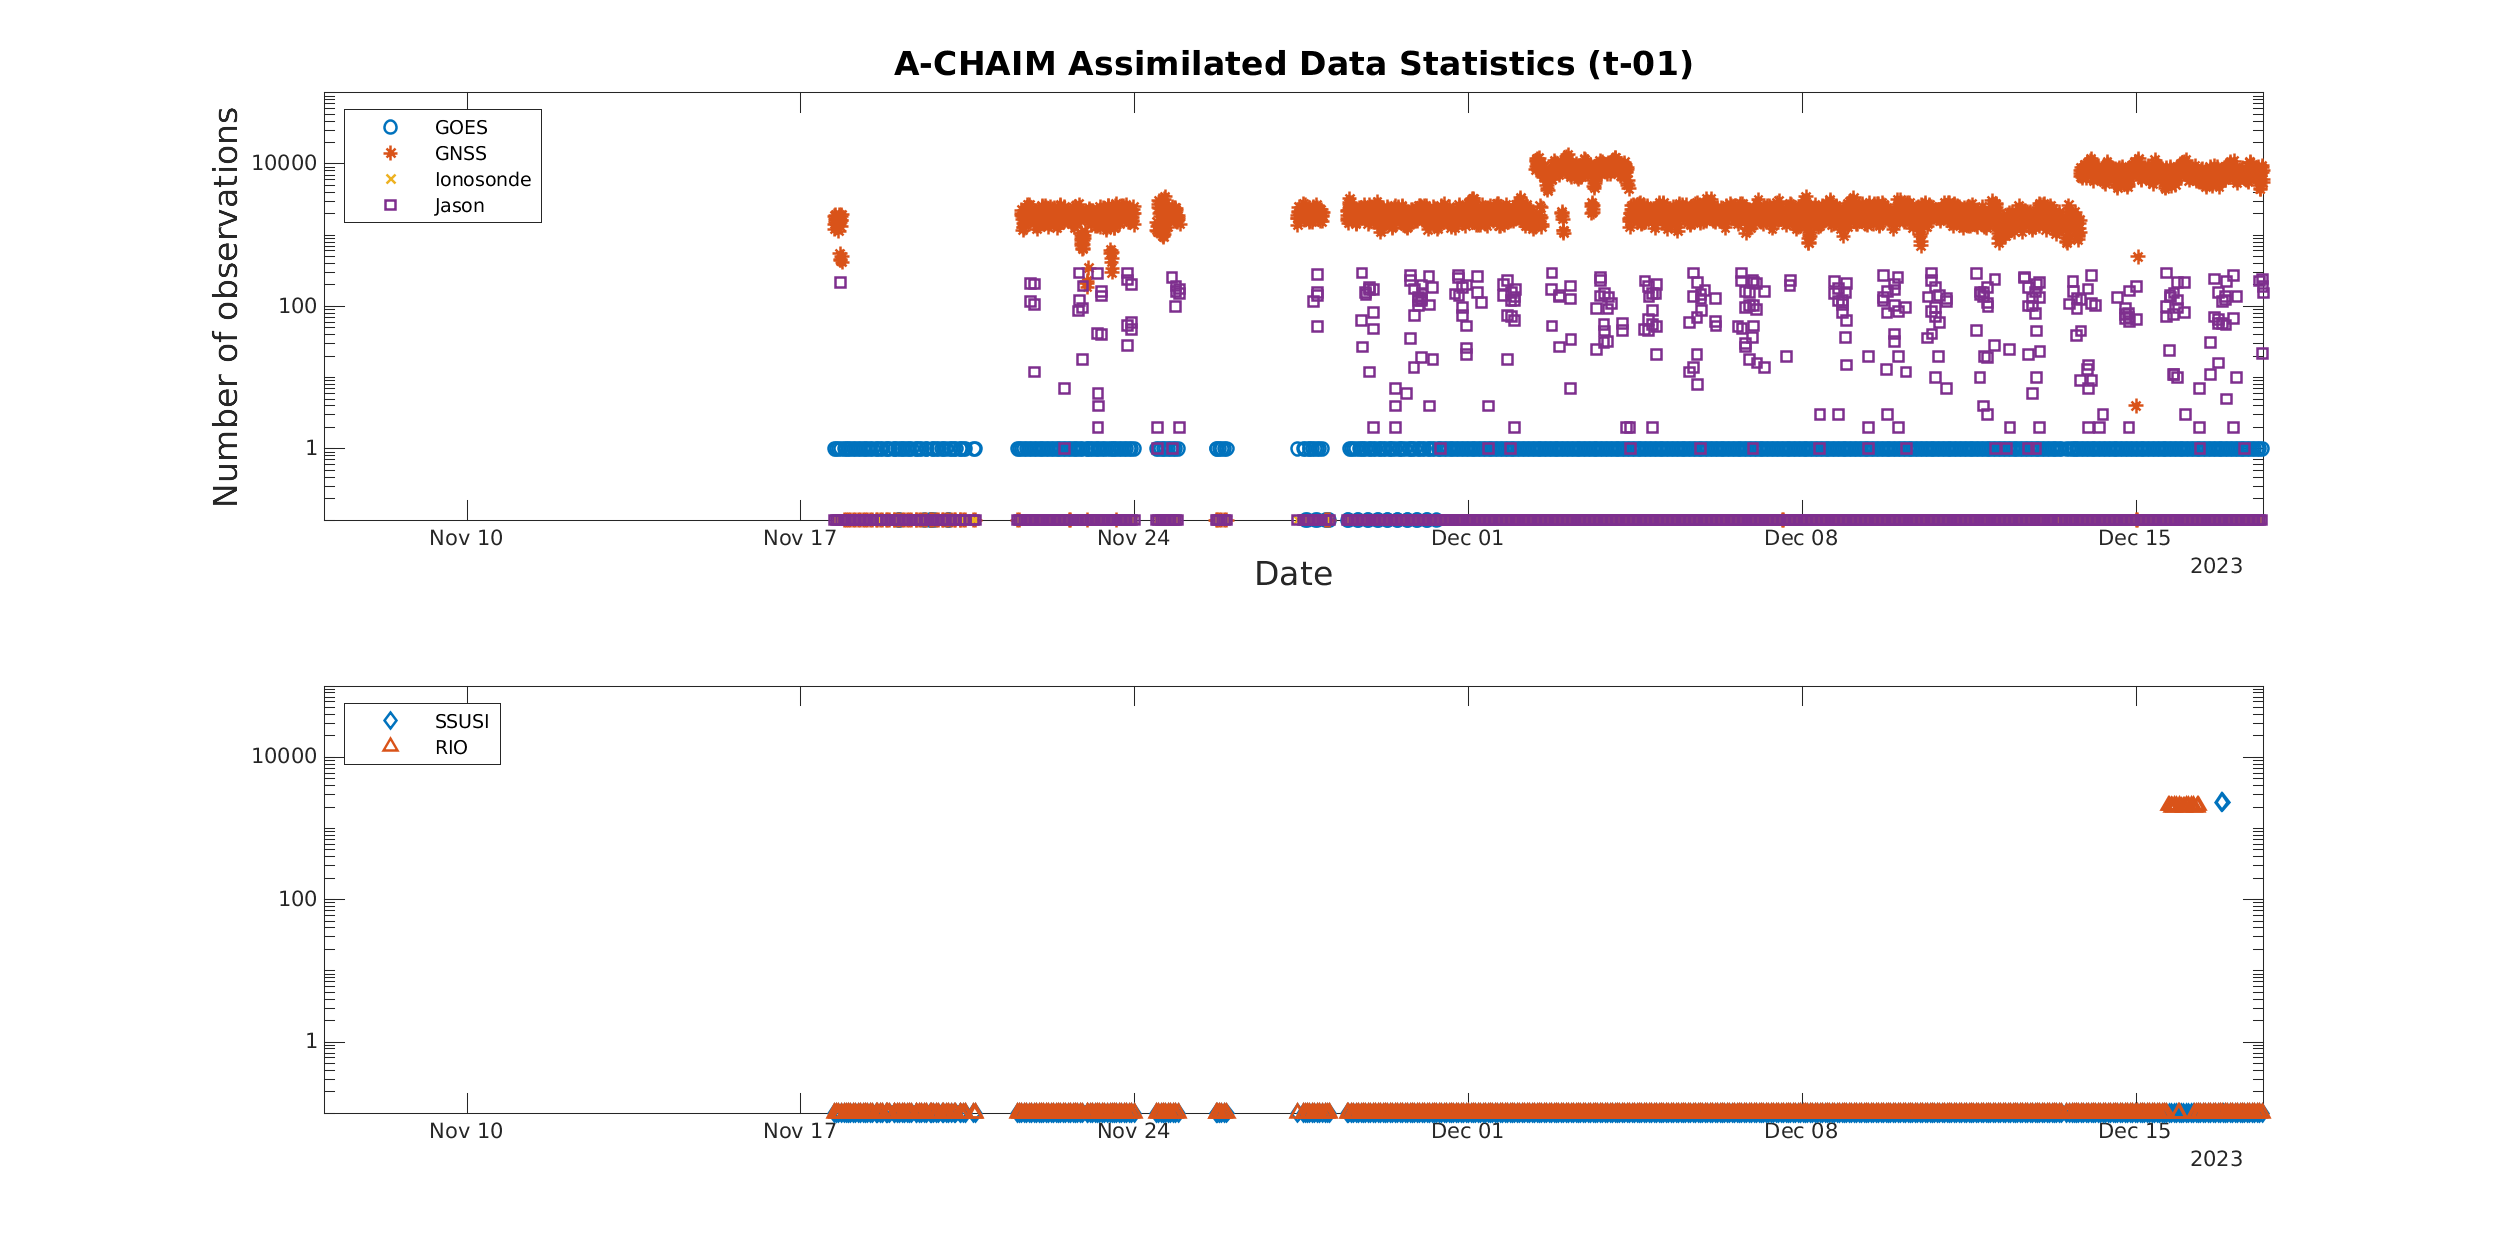 A-CHAIM Assimilated Data Statistics (t-01)
Number of observations
10000
100
1
GOES
GNSS
Ionosonde
Jason
Nov 10
Nov 17
Nov 24
Dec 01
Dec 08
Dec 15
2023
Date
10000
100
1
SSUSI
RIO
Nov 10
Nov 17
Nov 24
Dec 01
Dec 08
Dec 15
2023